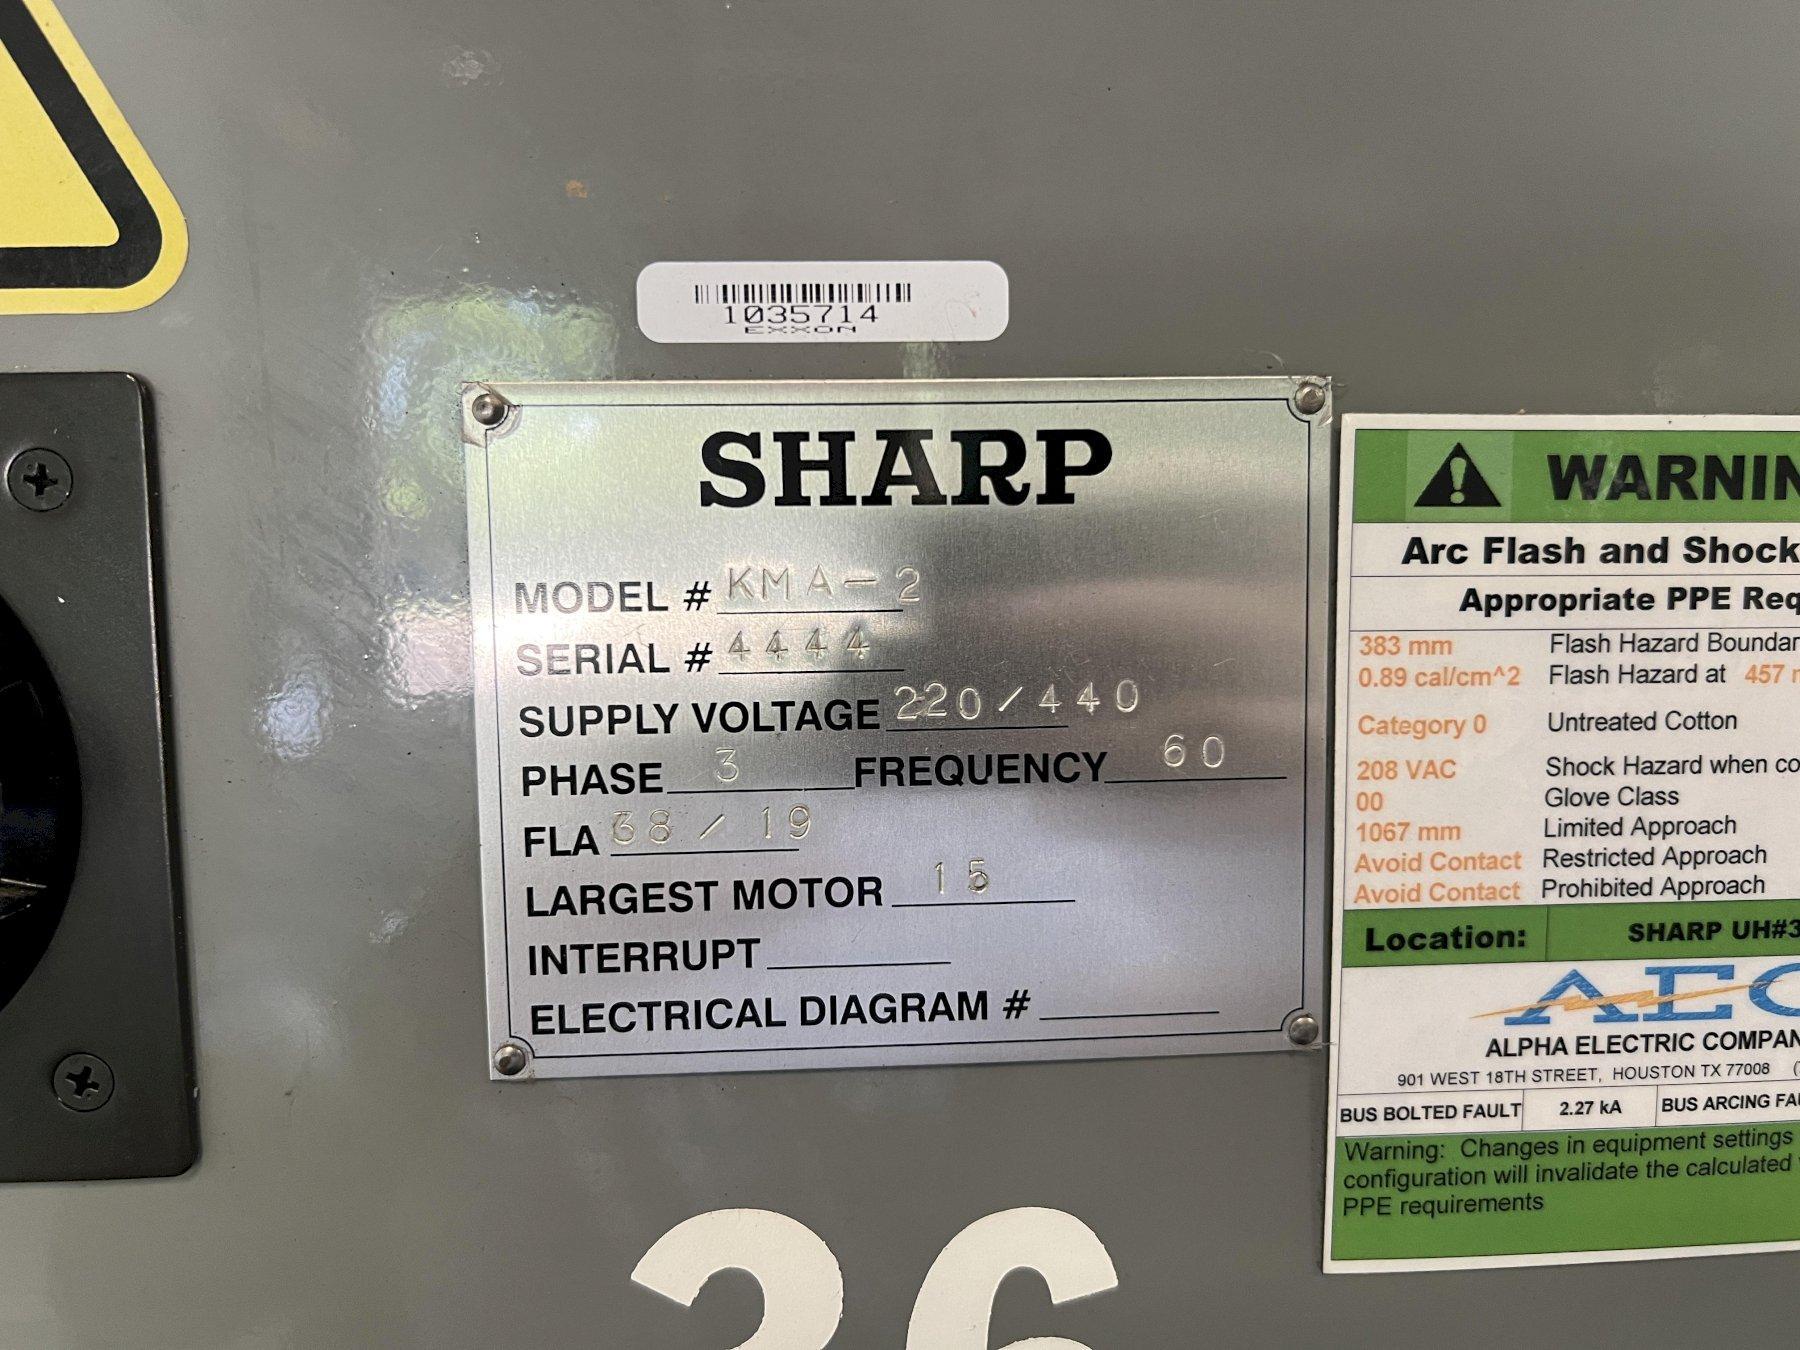 1035714
EXXON
SHARP
MODEL # KMA-2
SERIAL # 4444
SUPPLY VOLTAGE 220/440
PHASE 3 FREQUENCY 60
FLA 38 / 19
LARGEST MOTOR 15
INTERRUPT
ELECTRICAL DIAGRAM #
36
WARNIN
Arc Flash and Shock
Appropriate PPE Req
383 mm Flash Hazard Boundar
0.89 cal/cm^2 Flash Hazard at 457
Category 0 Untreated Cotton
208 VAC Shock Hazard when co
00 Glove Class
1067 mm Limited Approach
Avoid Contact Restricted Approach
Avoid Contact Prohibited Approach
Location: SHARP UH#3
AEC
ALPHA ELECTRIC COMPAN
901 WEST 18TH STREET, HOUSTON TX 77008 (
BUS BOLTED FAULT 2.27 kA BUS ARCING FAU
Warning: Changes in equipment settings
configuration will invalidate the calculated
PPE requirements